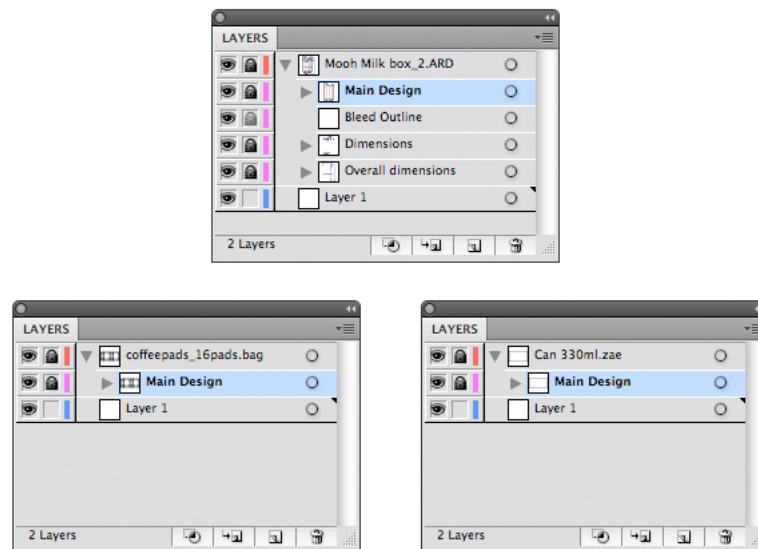 LAYERS
Mooh Milk box_2.ARD
Main Design
Bleed Outline
Dimensions
Overall dimensions
Layer 1
2 Layers
LAYERS
coffeepads_16pads.bag
Main Design
Layer 1
2 Layers
LAYERS
Can 330ml.zae
Main Design
Layer 1
2 Layers